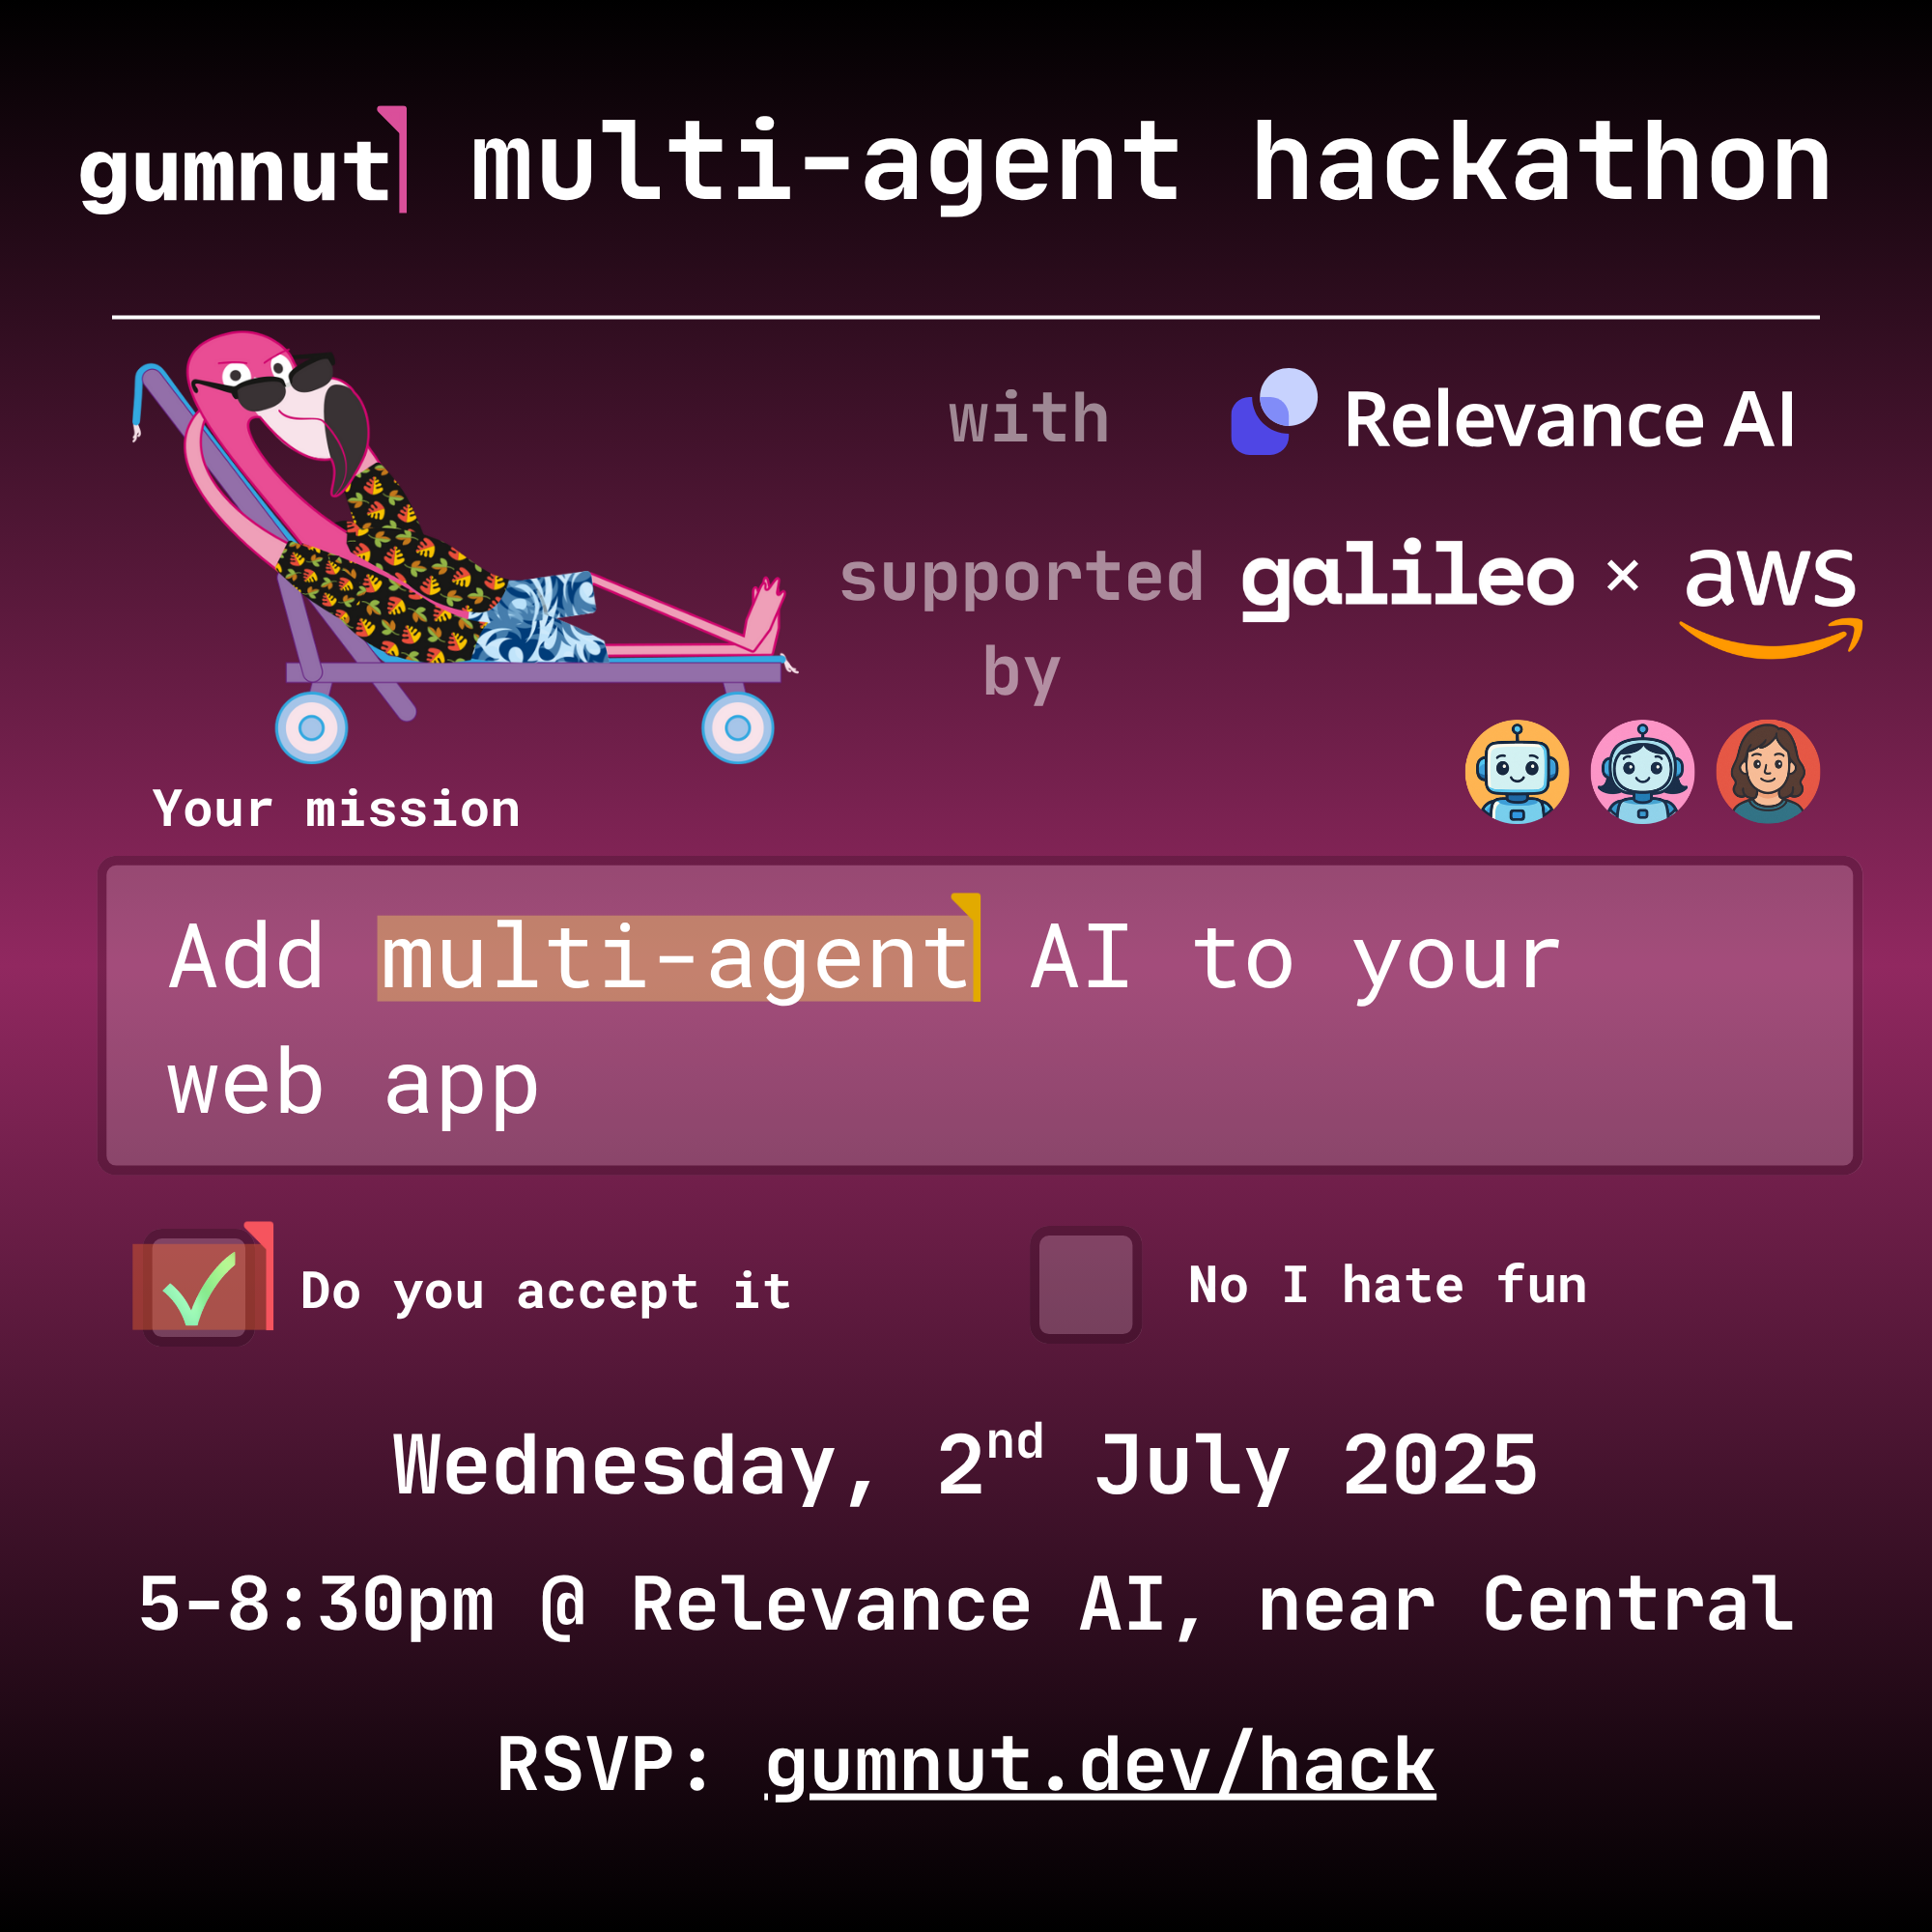 gumnut multi-agent hackathon
with Relevance AI
supported by galileo × aws
Your mission
Add multi-agent AI to your
web app
Do you accept it
No I hate fun
Wednesday, 2nd July 2025
5-8:30pm @ Relevance AI, near Central
RSVP: gumnut.dev/hack